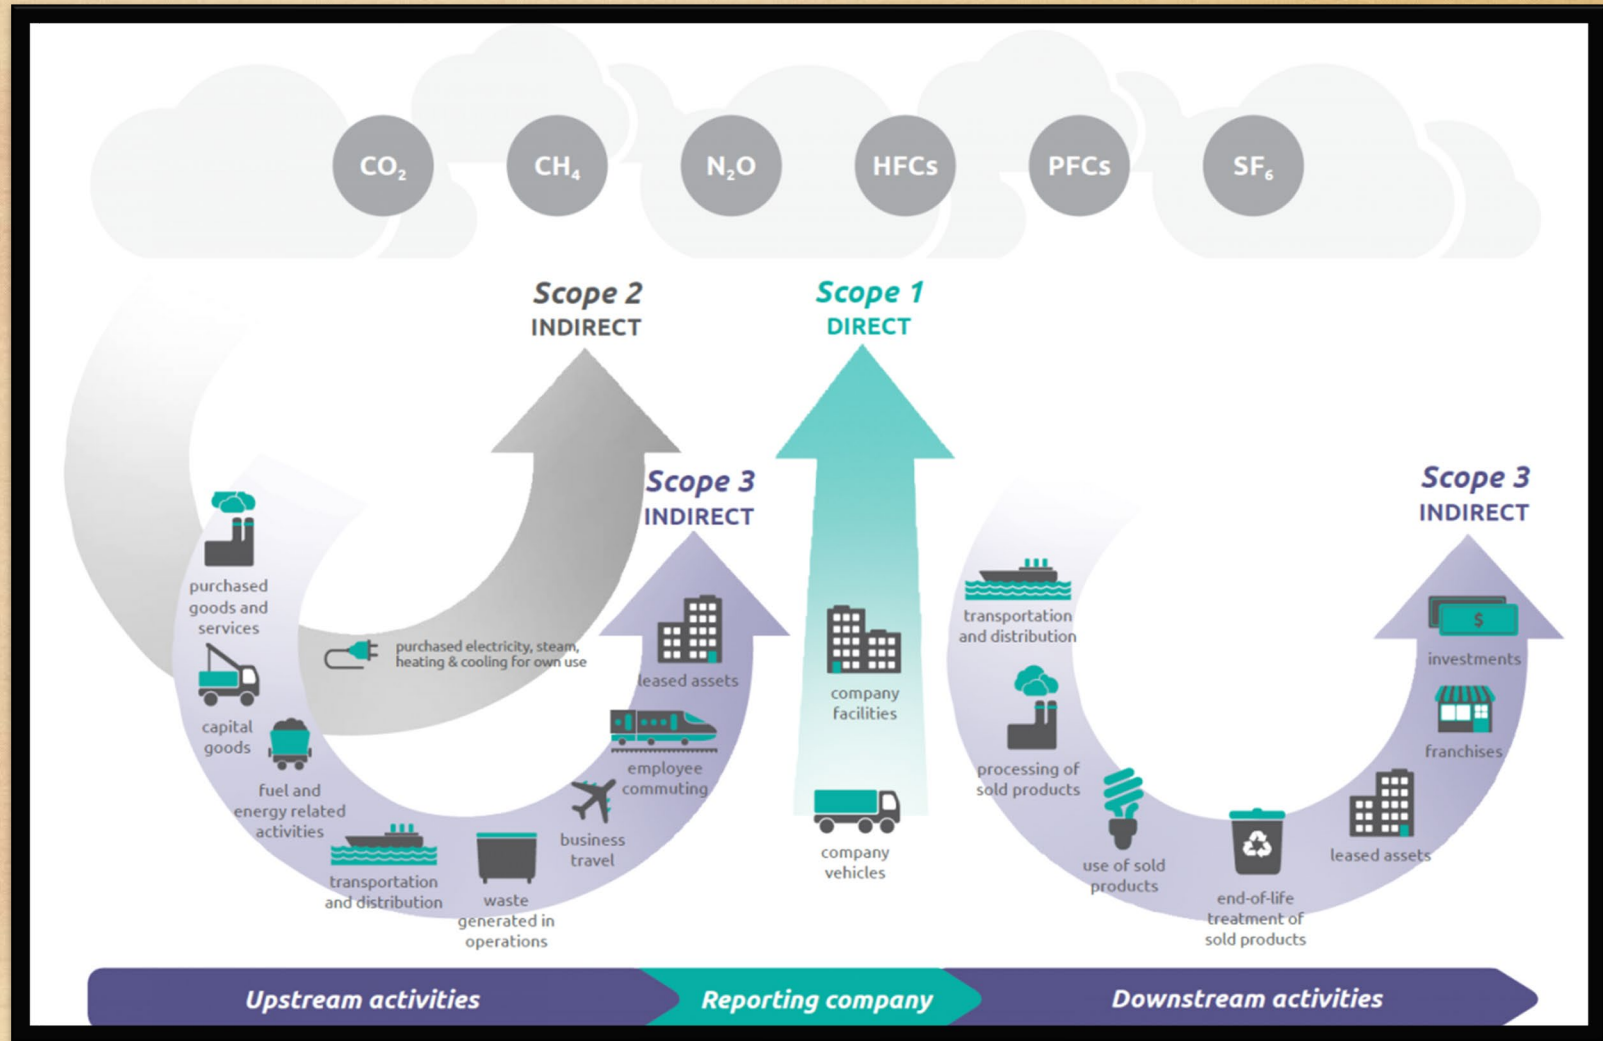 CO₂
CH₄
N₂O
HFCs
PFCs
SF₆
Scope 2
INDIRECT
Scope 1
DIRECT
Scope 3
INDIRECT
Scope 3
INDIRECT
purchased
goods and
services
capital
goods
fuel and
energy related
activities
purchased electricity, steam,
heating & cooling for own use
transportation
and distribution
waste
generated in
operations
business
travel
employee
commuting
leased assets
company
facilities
company
vehicles
transportation
and distribution
processing of
sold products
use of sold
products
end-of-life
treatment of
sold products
leased assets
franchises
investments
$
Upstream activities
Reporting company
Downstream activities